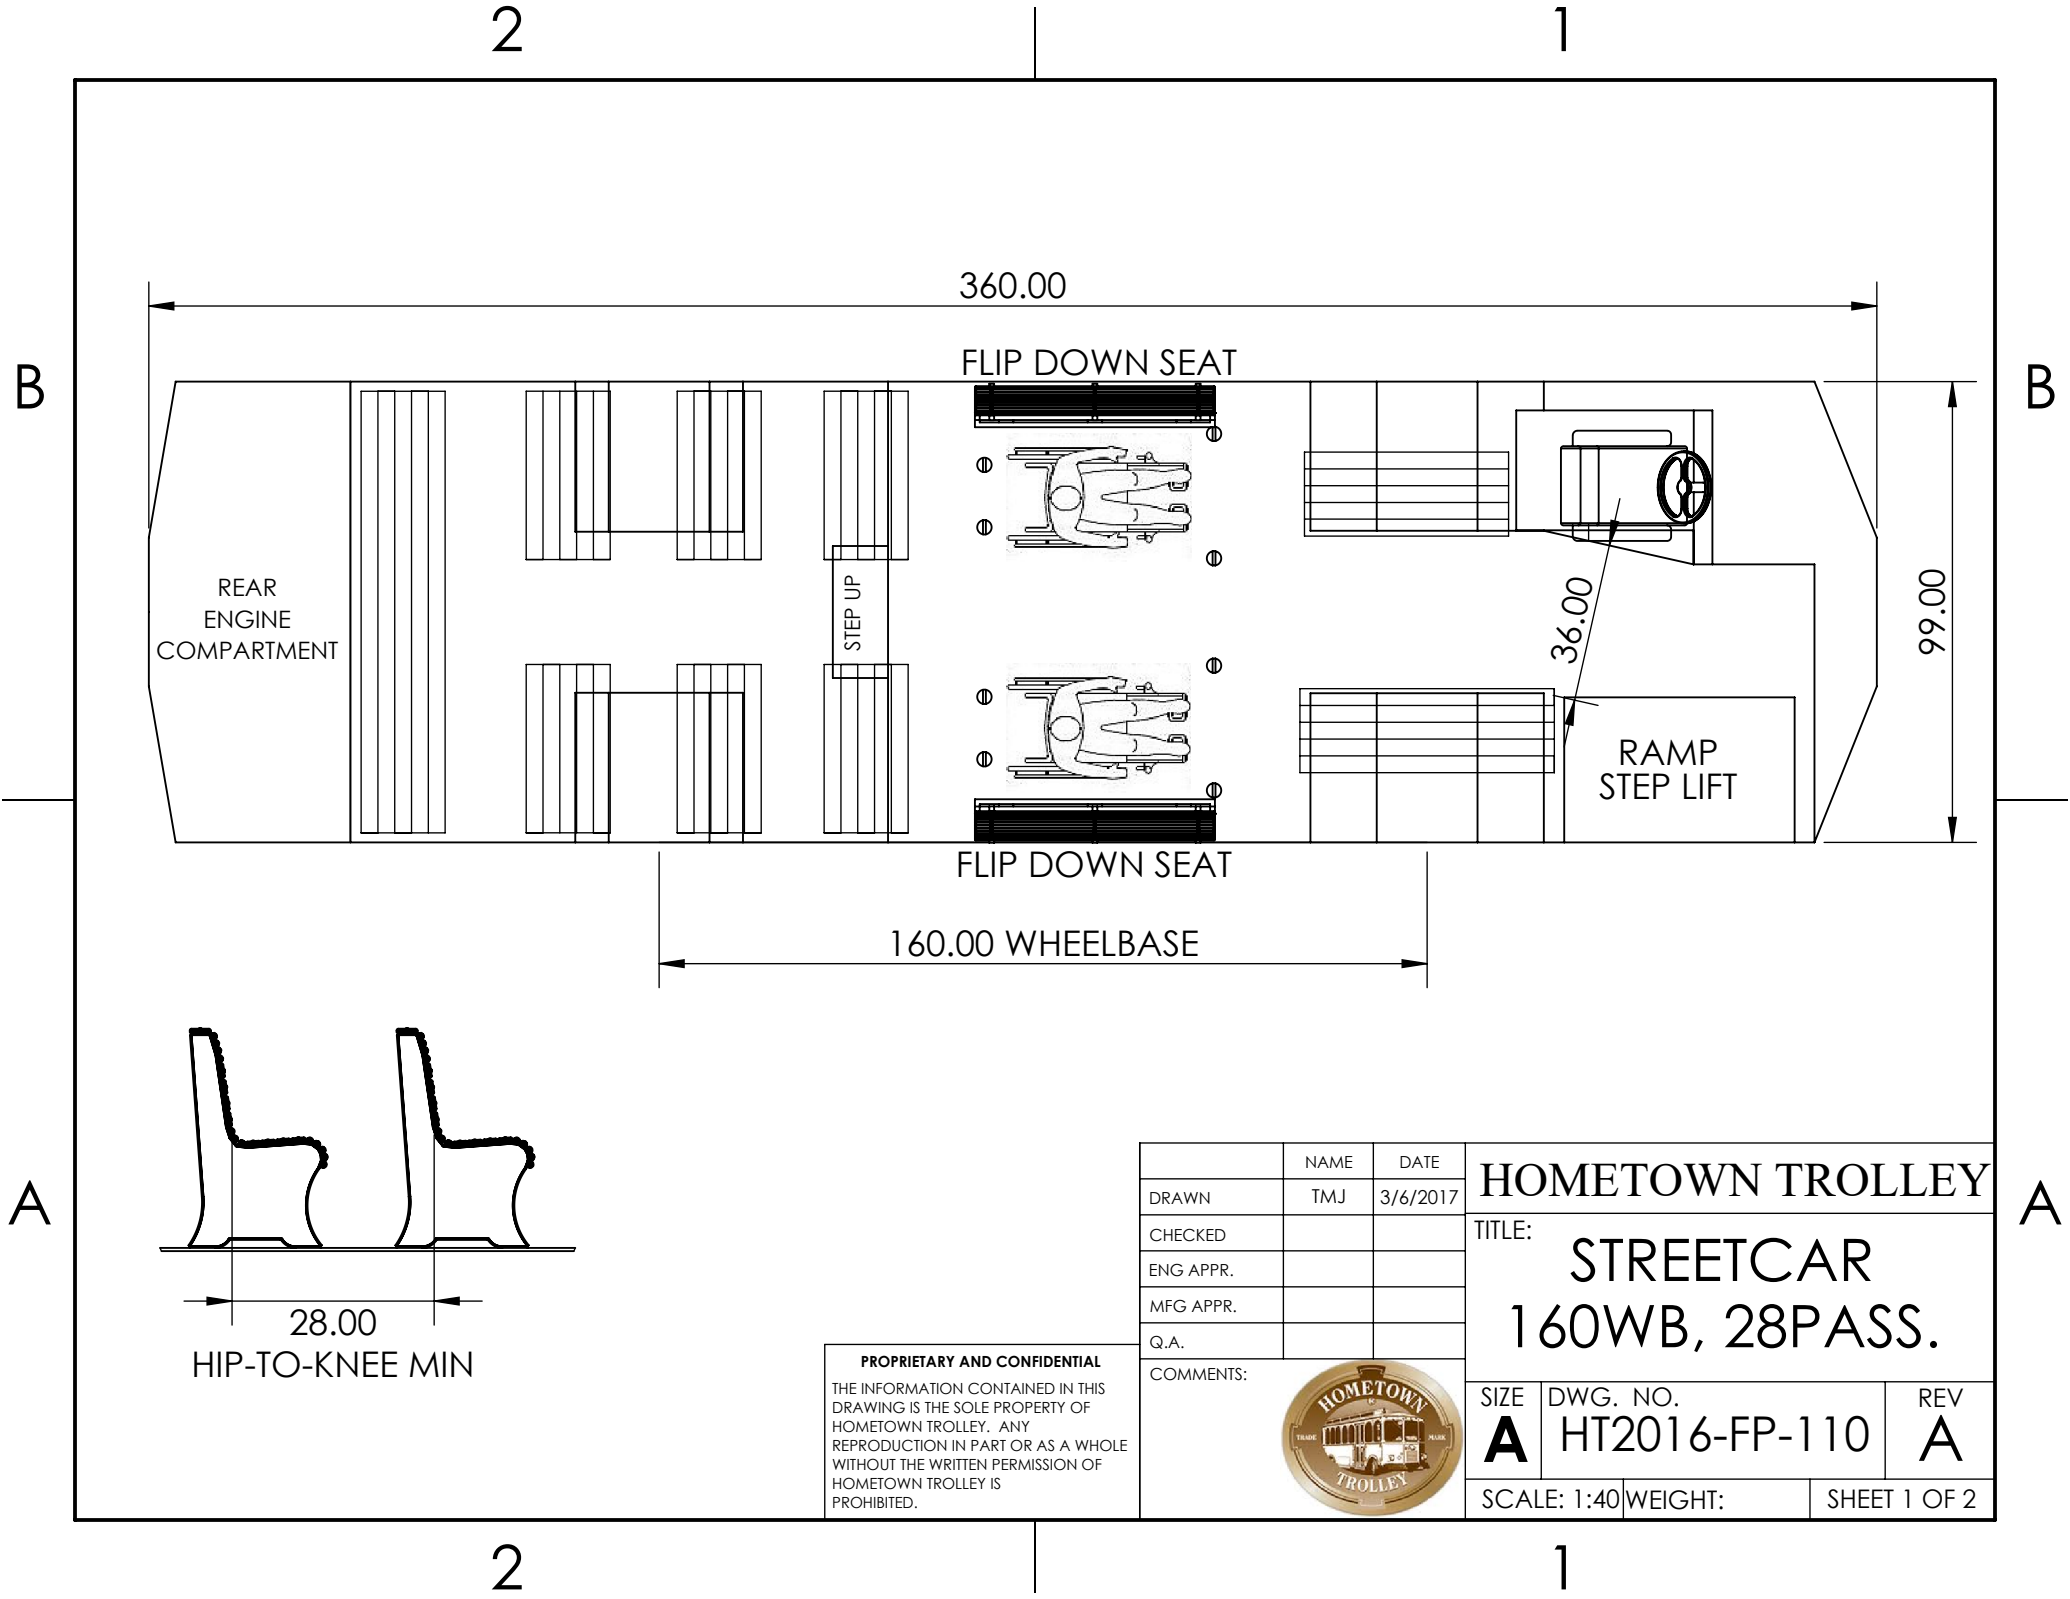 2
1
360.00
FLIP DOWN SEAT
B
B
REAR
ENGINE
COMPARTMENT
STEP UP
36.00
99.00
RAMP
STEP LIFT
FLIP DOWN SEAT
160.00 WHEELBASE
28.00
HIP-TO-KNEE MIN
A
A
PROPRIETARY AND CONFIDENTIAL
THE INFORMATION CONTAINED IN THIS
DRAWING IS THE SOLE PROPERTY OF
HOMETOWN TROLLEY. ANY
REPRODUCTION IN PART OR AS A WHOLE
WITHOUT THE WRITTEN PERMISSION OF
HOMETOWN TROLLEY IS
PROHIBITED.
NAME DATE
DRAWN TMJ 3/6/2017
CHECKED
ENG APPR.
MFG APPR.
Q.A.
COMMENTS:
HOMETOWN
TRADE MARK
TROLLEY
HOMETOWN TROLLEY
TITLE:
STREETCAR
160WB, 28PASS.
SIZE DWG. NO. REV
A HT2016-FP-110 A
SCALE: 1:40 WEIGHT: SHEET 1 OF 2
2
1